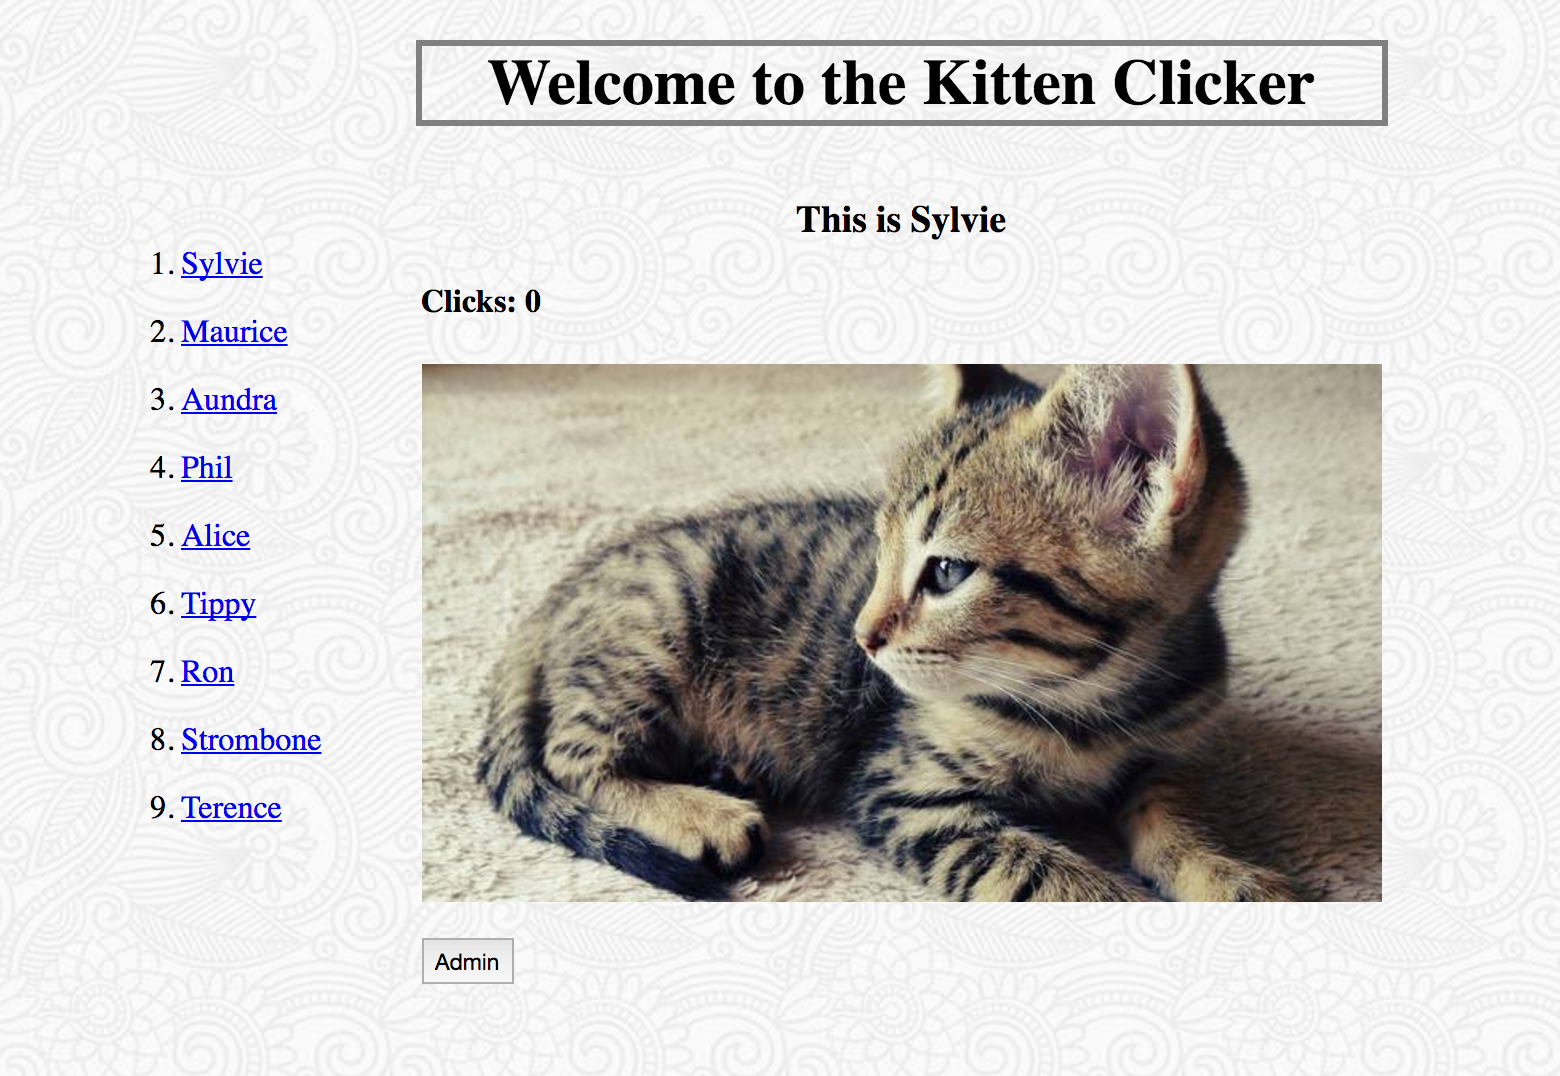 Welcome to the Kitten Clicker
This is Sylvie
1. Sylvie
Clicks: 0
2. Maurice
3. Aundra
4. Phil
5. Alice
6. Tippy
7. Ron
8. Strombone
9. Terence
Admin